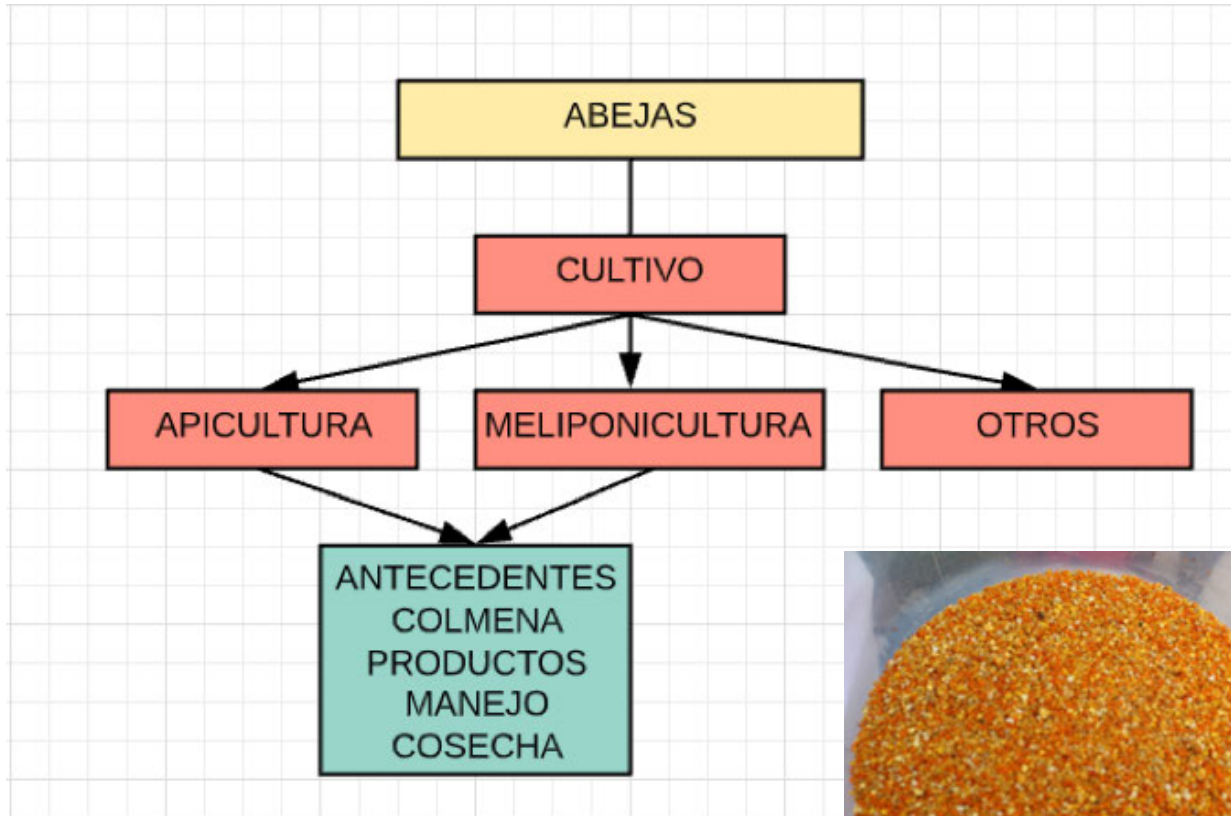 ABEJAS
CULTIVO
APICULTURA
MELIPONICULTURA
OTROS
ANTECEDENTES
COLMENA
PRODUCTOS
MANEJO
COSECHA